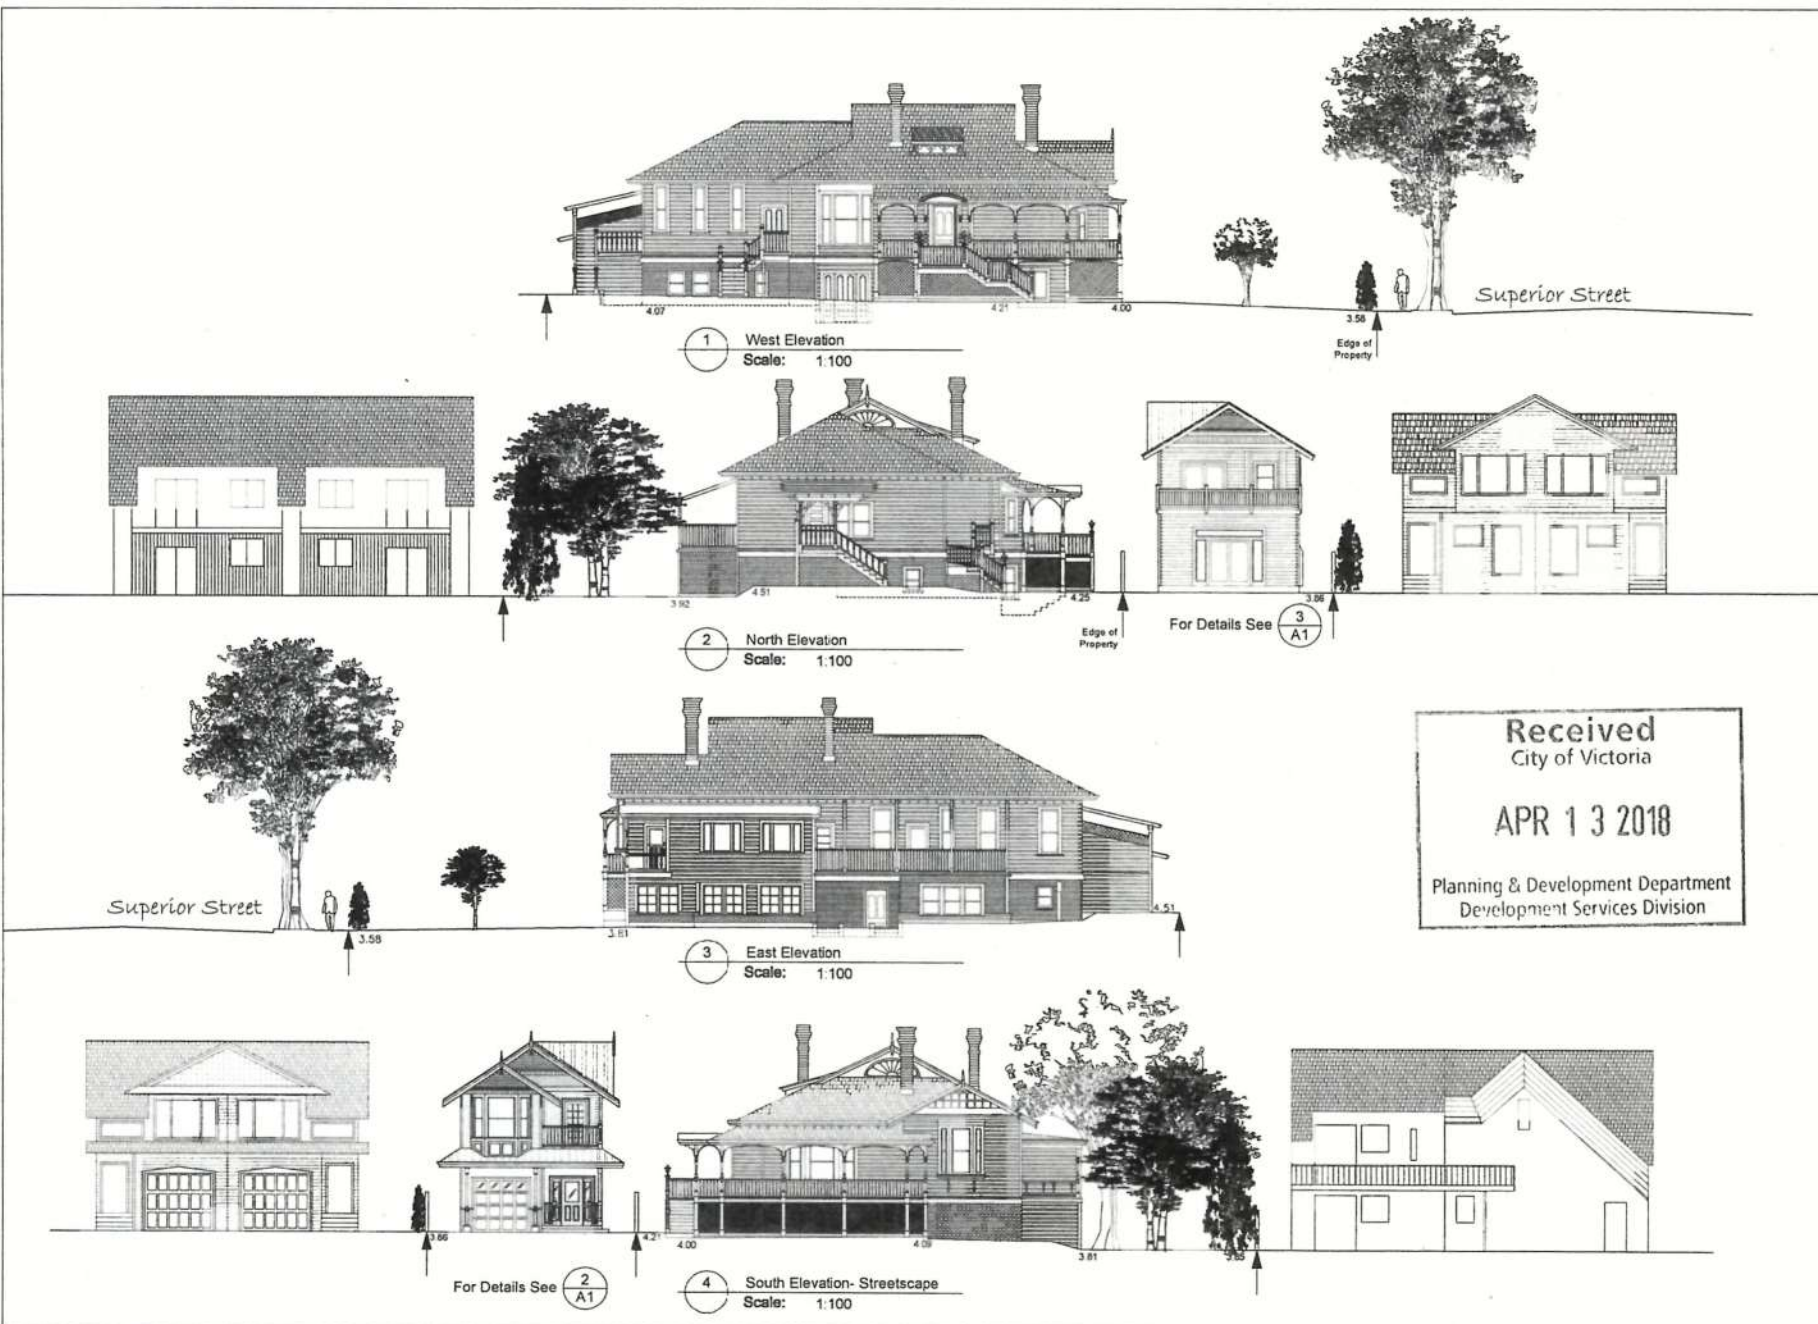 Superior Street
4.07
4.21
4.00
3.58
1
West Elevation
Scale: 1:100
Edge of
Property
3.92
4.51
4.25
3.86
2
North Elevation
Scale: 1:100
Edge of
Property
For Details See
3
A1
Received
City of Victoria
APR 13 2018
Planning & Development Department
Development Services Division
Superior Street
3.58
3.81
4.51
3
East Elevation
Scale: 1:100
3.86
4.21
4.00
4.09
3.81
3.85
For Details See
2
A1
4
South Elevation- Streetscape
Scale: 1:100